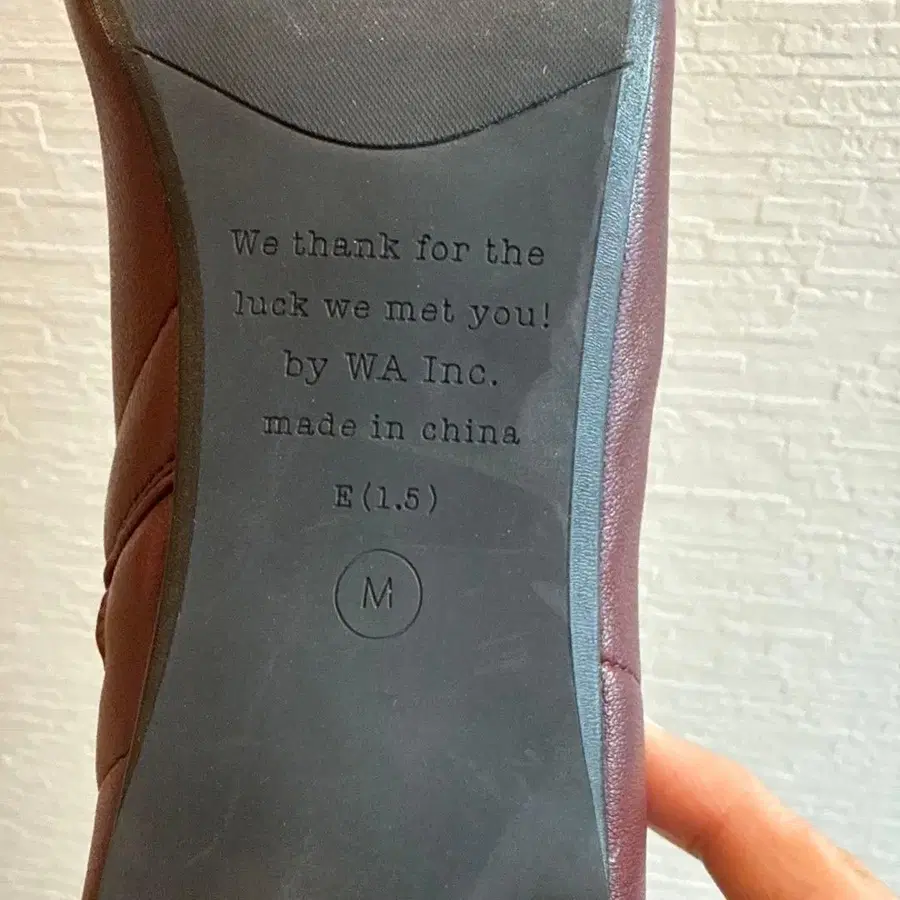 We thank for the
luck we met you!
by WA Inc.
made in china
E(1.5)
M